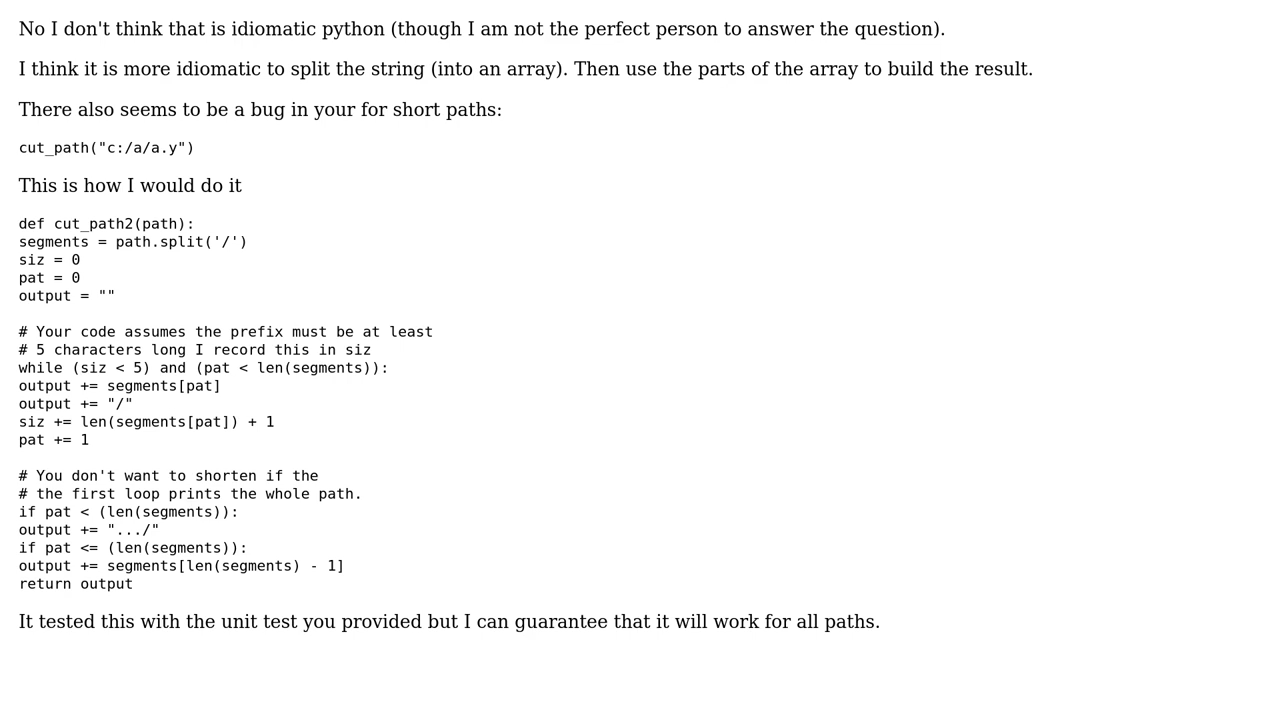 No I don't think that is idiomatic python (though I am not the perfect person to answer the question).
I think it is more idiomatic to split the string (into an array). Then use the parts of the array to build the result.
There also seems to be a bug in your for short paths:
cut_path("c:/a/a.y")
This is how I would do it
def cut_path2(path):
segments = path.split('/')
siz = 0
pat = 0
output = ""
# Your code assumes the prefix must be at least
# 5 characters long I record this in siz
while (siz < 5) and (pat < len(segments)):
output += segments[pat]
output += "/"
siz += len(segments[pat]) + 1
pat += 1
# You don't want to shorten if the
# the first loop prints the whole path.
if pat < (len(segments)):
output += ".../"
if pat <= (len(segments)):
output += segments[len(segments) - 1]
return output
It tested this with the unit test you provided but I can guarantee that it will work for all paths.